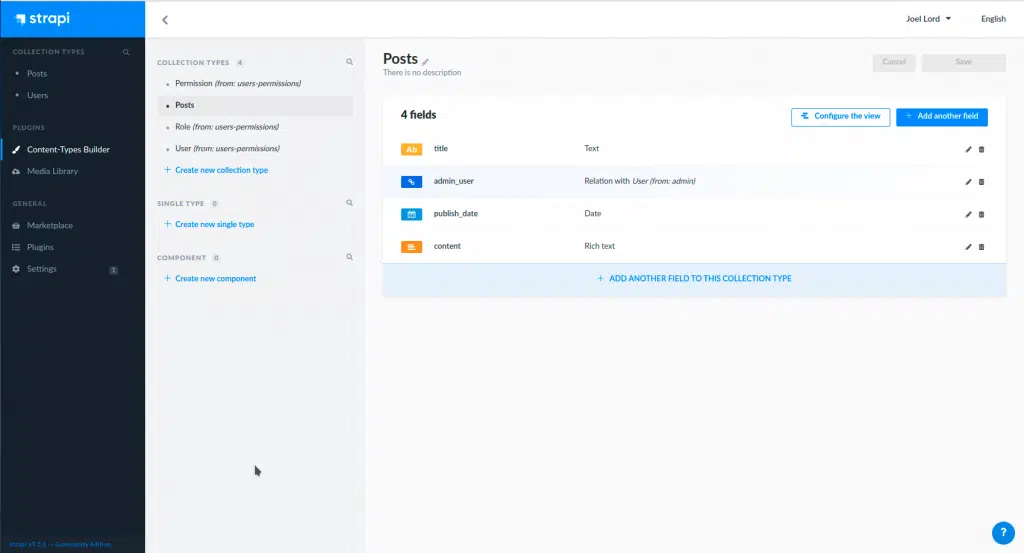 strapi
Joel Lord
English
COLLECTION TYPES
Posts
Users
PLUGINS
Content-Types Builder
Media Library
GENERAL
Marketplace
Plugins
Settings
1
Strapi v3.5.1 — Community Edition
COLLECTION TYPES 4
Permission (from: users-permissions)
Posts
Role (from: users-permissions)
User (from: users-permissions)
+ Create new collection type
SINGLE TYPE 0
+ Create new single type
COMPONENT 0
+ Create new component
Posts
There is no description
Cancel
Save
4 fields
Configure the view
+ Add another field
Ab title Text
admin_user Relation with User (from: admin)
publish_date Date
content Rich text
+ ADD ANOTHER FIELD TO THIS COLLECTION TYPE
?